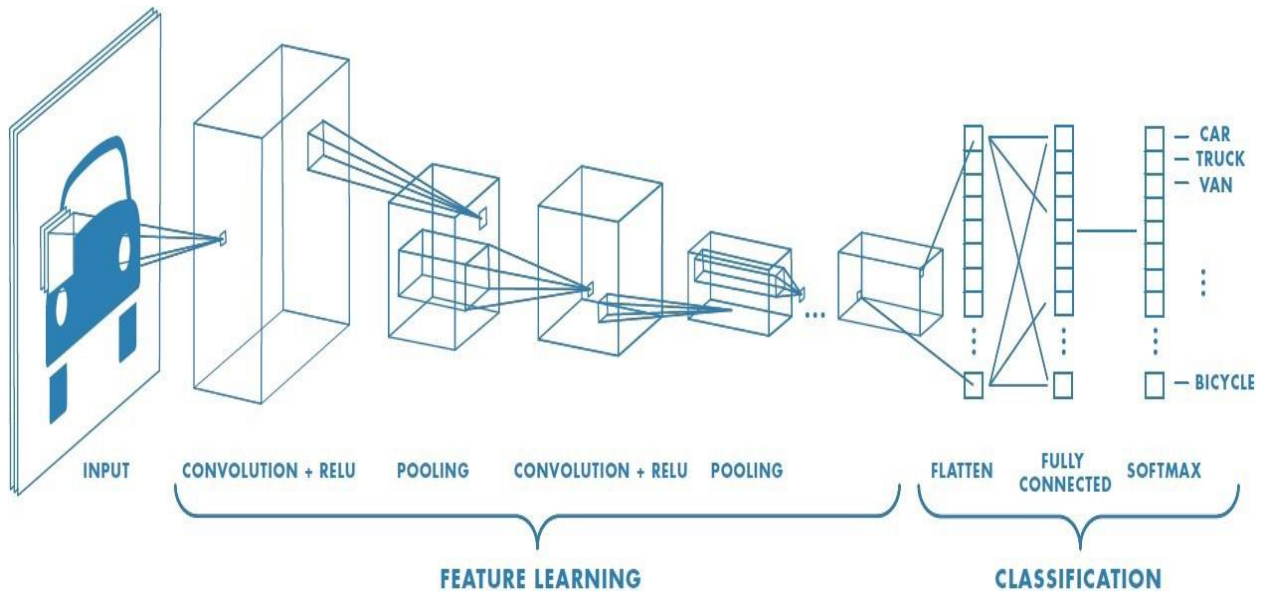 CAR
TRUCK
VAN
BICYCLE
INPUT
CONVOLUTION + RELU
POOLING
CONVOLUTION + RELU
POOLING
FLATTEN
FULLY
CONNECTED
SOFTMAX
FEATURE LEARNING
CLASSIFICATION